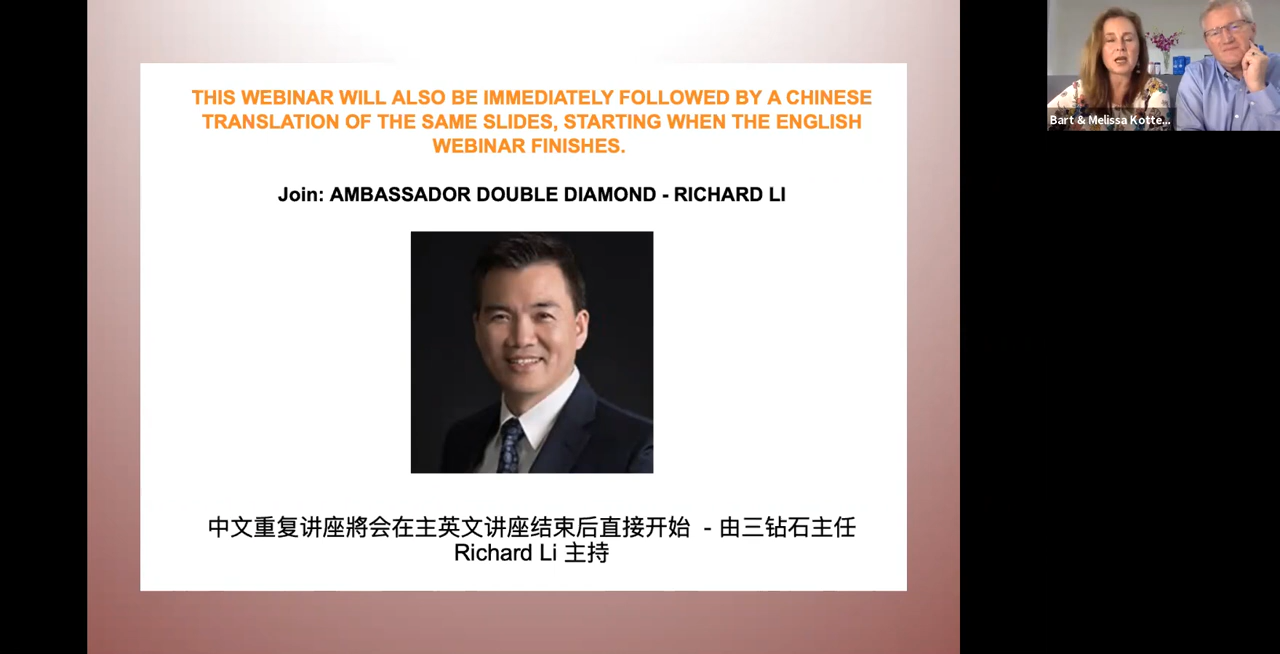 THIS WEBINAR WILL ALSO BE IMMEDIATELY FOLLOWED BY A CHINESE
TRANSLATION OF THE SAME SLIDES, STARTING WHEN THE ENGLISH
WEBINAR FINISHES.
Join: AMBASSADOR DOUBLE DIAMOND - RICHARD LI
中文重复讲座將会在主英文讲座结束后直接开始 - 由三钻石主任
Richard Li 主持
Bart & Melissa Kotte...